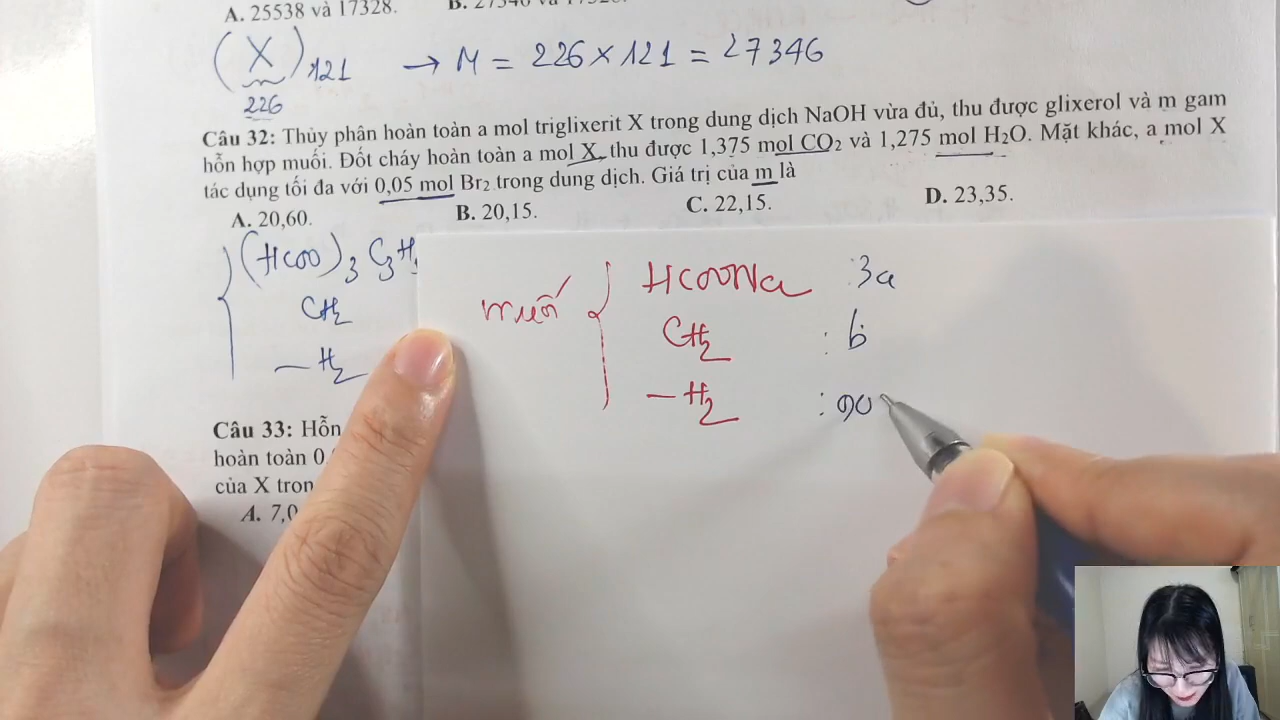 A. 25538 và 17328.
(X)121 → M = 226 × 121 = 27346
226
Câu 32: Thủy phân hoàn toàn a mol triglixerit X trong dung dịch NaOH vừa đủ, thu được glixerol và m gam
hỗn hợp muối. Đốt cháy hoàn toàn a mol X, thu được 1,375 mol CO2 và 1,275 mol H2O. Mặt khác, a mol X
tác dụng tối đa với 0,05 mol Br2 trong dung dịch. Giá trị của m là
A. 20,60. B. 20,15. C. 22,15. D. 23,35.
(HCOO)3 C3H
CH2
– H2
muối
HCOONa : 3a
CH2 : b
– H2 : 00
Câu 33: Hỗn
hoàn toàn 0,
của X tron
A. 7,0